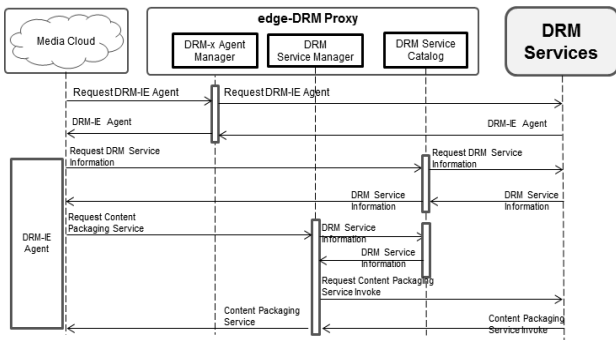 edge-DRM Proxy
Media Cloud
DRM-x Agent
Manager
DRM
Service Manager
DRM Service
Catalog
DRM
Services
Request DRM-IE Agent
Request DRM-IE Agent
DRM-IE Agent
DRM-IE Agent
Request DRM Service
Information
Request DRM Service
Information
DRM Service
Information
DRM Service
Information
DRM-IE
Agent
Request Content
Packaging Service
DRM Service
Information
DRM Service
Information
Request Content Packaging
Service Invoke
Content Packaging
Service
Content Packaging
Service Invoke